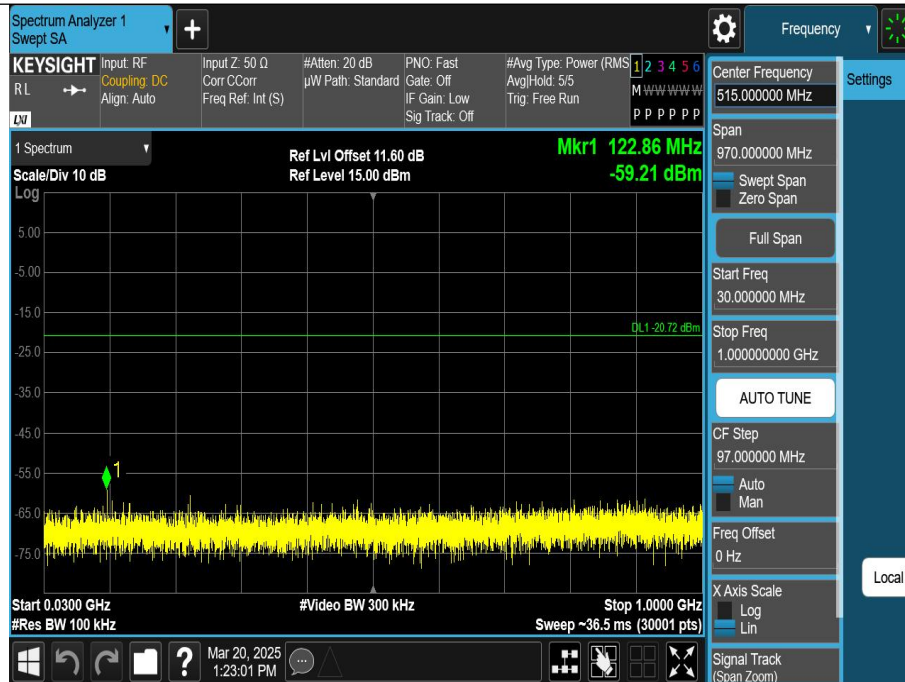 Spectrum Analyzer 1
Swept SA
+
Frequency
KEYSIGHT
RL
LXI
Input: RF
Coupling: DC
Align: Auto
Input Z: 50 Ω
Corr CCorr
Freq Ref: Int (S)
#Atten: 20 dB
µW Path: Standard
PNO: Fast
Gate: Off
IF Gain: Low
Sig Track: Off
#Avg Type: Power (RMS
Avg|Hold: 5/5
Trig: Free Run
1 2 3 4 5 6
M W W W W W
P P P P P P
1 Spectrum
Scale/Div 10 dB
Ref Lvl Offset 11.60 dB
Ref Level 15.00 dBm
Mkr1 122.86 MHz
-59.21 dBm
Log
5.00
-5.00
-15.0
DL1 -20.72 dBm
-25.0
-35.0
-45.0
-55.0
1
-65.0
-75.0
Start 0.0300 GHz
#Res BW 100 kHz
#Video BW 300 kHz
Stop 1.0000 GHz
Sweep ~36.5 ms (30001 pts)
?
Mar 20, 2025
1:23:01 PM
Center Frequency
515.000000 MHz
Span
970.000000 MHz
Swept Span
Zero Span
Full Span
Start Freq
30.000000 MHz
Stop Freq
1.000000000 GHz
AUTO TUNE
CF Step
97.000000 MHz
Auto
Man
Freq Offset
0 Hz
X Axis Scale
Log
Lin
Signal Track
(Span Zoom)
Settings
Local